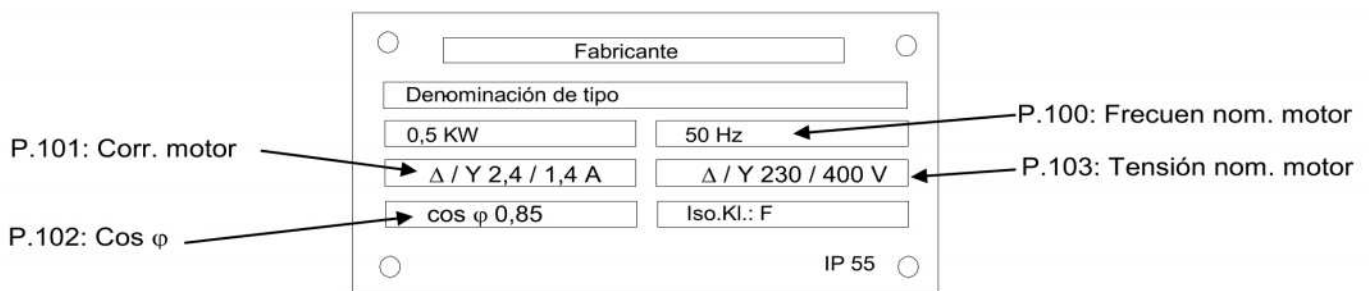 Fabricante
Denominación de tipo
0,5 KW 50 Hz
P.100: Frecuen nom. motor
P.101: Corr. motor
Δ / Y 2,4 / 1,4 A Δ / Y 230 / 400 V
P.103: Tensión nom. motor
cos φ 0,85 Iso.Kl.: F
P.102: Cos φ
IP 55